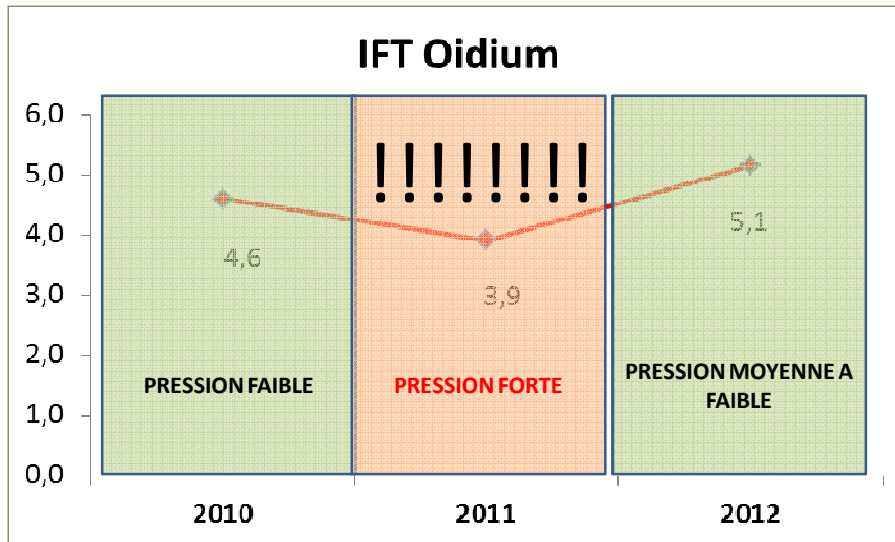 IFT Oidium
6,0
5,0
4,0
3,0
2,0
1,0
0,0
!!!!!!!!
4,6
3,9
5,1
PRESSION FAIBLE
PRESSION FORTE
PRESSION MOYENNE A
FAIBLE
2010
2011
2012